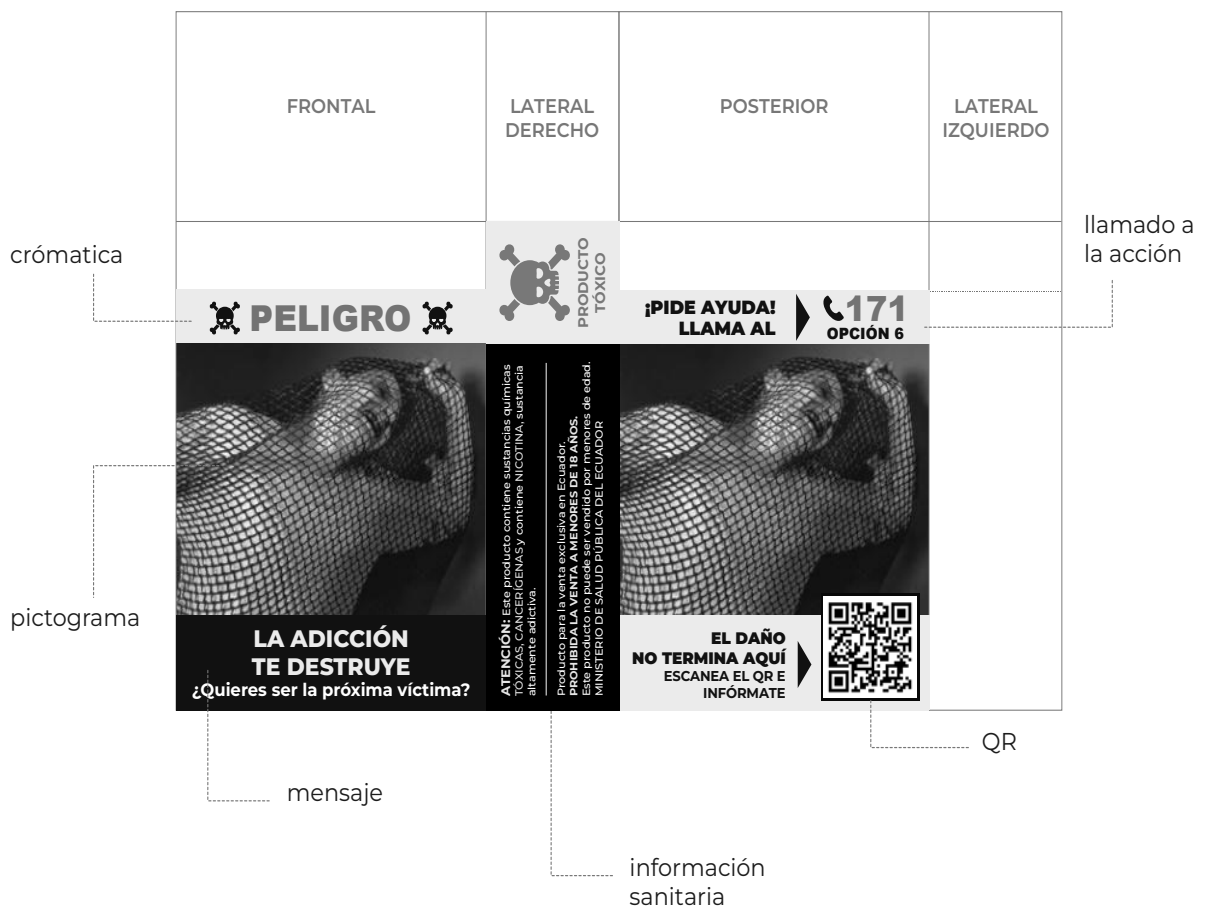 FRONTAL
LATERAL
DERECHO
POSTERIOR
LATERAL
IZQUIERDO
crómatica
llamado a
la acción
PRODUCTO
TÓXICO
PELIGRO
¡PIDE AYUDA!
LLAMA AL
171
OPCIÓN 6
ATENCIÓN: Este producto contiene sustancias químicas
TÓXICAS, CANCERÍGENAS y contiene NICOTINA, sustancia
altamente adictiva.
Producto para la venta exclusiva en Ecuador.
PROHIBIDA LA VENTA A MENORES DE 18 AÑOS.
Este producto no puede ser vendido por menores de edad.
MINISTERIO DE SALUD PÚBLICA DEL ECUADOR
pictograma
LA ADICCIÓN
TE DESTRUYE
¿Quieres ser la próxima víctima?
EL DAÑO
NO TERMINA AQUÍ
ESCANEA EL QR E
INFÓRMATE
QR
mensaje
información
sanitaria